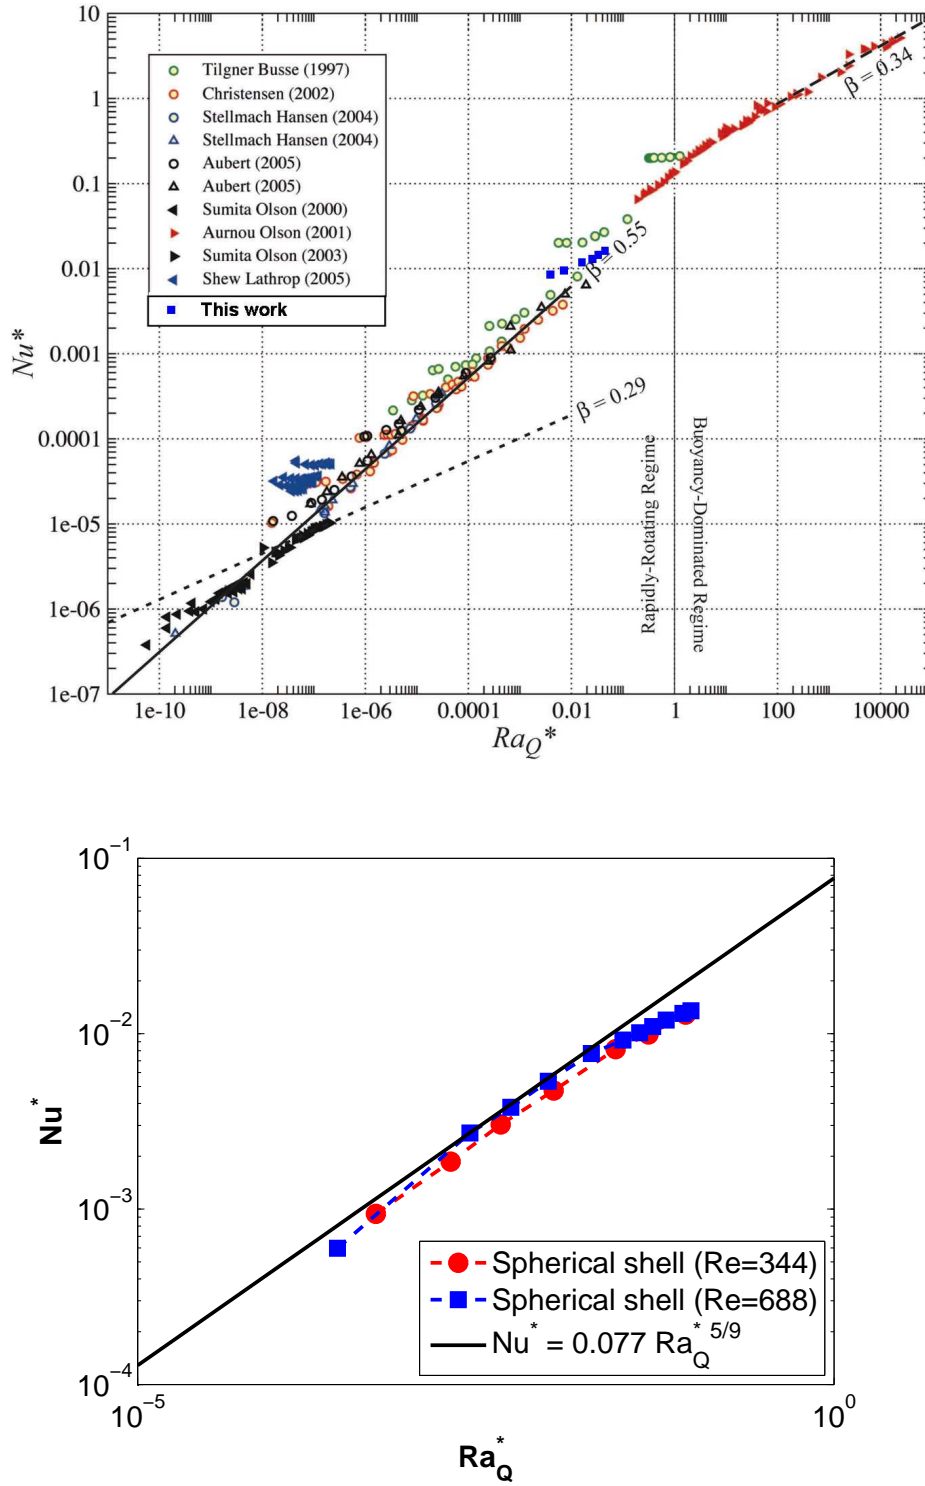 10
1
0.1
0.01
0.001
0.0001
1e-05
1e-06
1e-07
Nu*
Tilgner Busse (1997)
Christensen (2002)
Stellmach Hansen (2004)
Stellmach Hansen (2004)
Aubert (2005)
Aubert (2005)
Sumita Olson (2000)
Aurnou Olson (2001)
Sumita Olson (2003)
Shew Lathrop (2005)
This work
β = 0.34
β = 0.55
β = 0.29
Rapidly-Rotating Regime
Buoyancy-Dominated Regime
1e-10 1e-08 1e-06 0.0001 0.01 1 100 10000
Ra_Q*
10^-1
10^-2
10^-3
10^-4
Nu*
Spherical shell (Re=344)
Spherical shell (Re=688)
Nu* = 0.077 Ra_Q^* 5/9
10^-5 10^0
Ra_Q^*